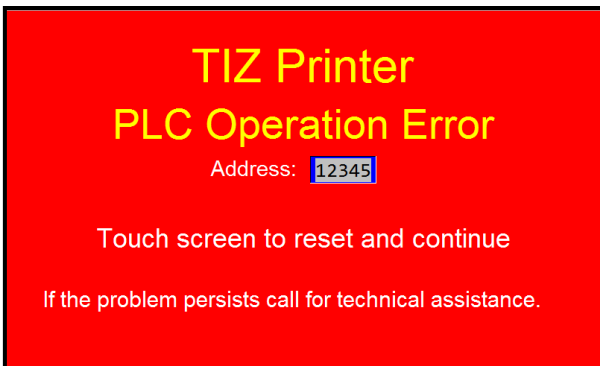 TIZ Printer
PLC Operation Error
Address: 12345
Touch screen to reset and continue
If the problem persists call for technical assistance.